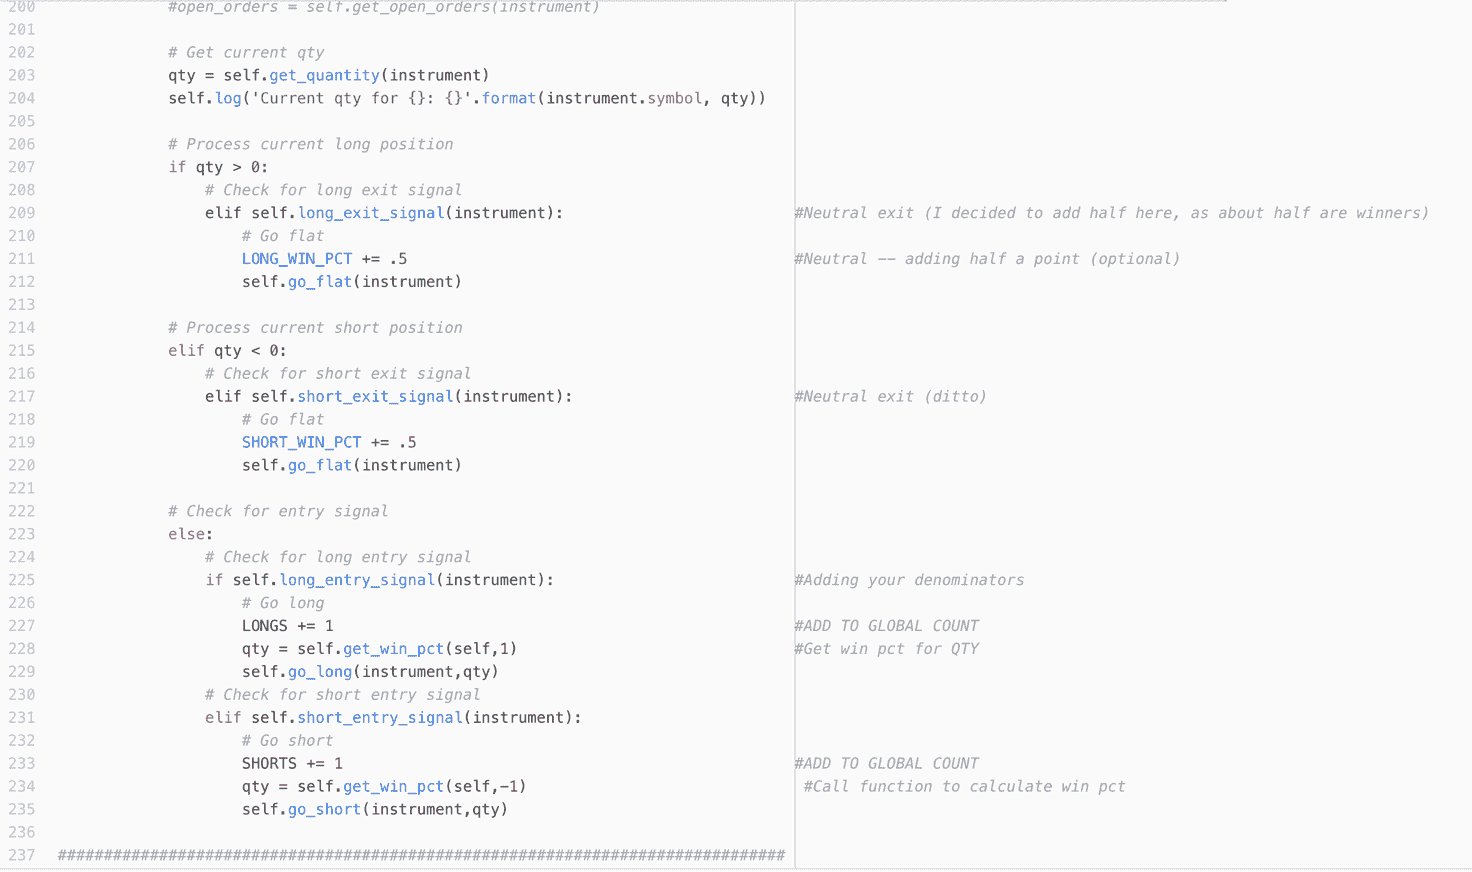 200 #open_orders = self.get_open_orders(instrument)
201
202 # Get current qty
203 qty = self.get_quantity(instrument)
204 self.log('Current qty for {}: {}'.format(instrument.symbol, qty))
205
206 # Process current long position
207 if qty > 0:
208 # Check for long exit signal
209 elif self.long_exit_signal(instrument): #Neutral exit (I decided to add half here, as about half are winners)
210 # Go flat
211 LONG_WIN_PCT += .5 #Neutral -- adding half a point (optional)
212 self.go_flat(instrument)
213
214 # Process current short position
215 elif qty < 0:
216 # Check for short exit signal
217 elif self.short_exit_signal(instrument): #Neutral exit (ditto)
218 # Go flat
219 SHORT_WIN_PCT += .5
220 self.go_flat(instrument)
221
222 # Check for entry signal
223 else:
224 # Check for long entry signal
225 if self.long_entry_signal(instrument): #Adding your denominators
226 # Go long
227 LONGS += 1 #ADD TO GLOBAL COUNT
228 qty = self.get_win_pct(self,1) #Get win pct for QTY
229 self.go_long(instrument,qty)
230 # Check for short entry signal
231 elif self.short_entry_signal(instrument):
232 # Go short
233 SHORTS += 1 #ADD TO GLOBAL COUNT
234 qty = self.get_win_pct(self,-1) #Call function to calculate win pct
235 self.go_short(instrument,qty)
236
237 ###############################################################################